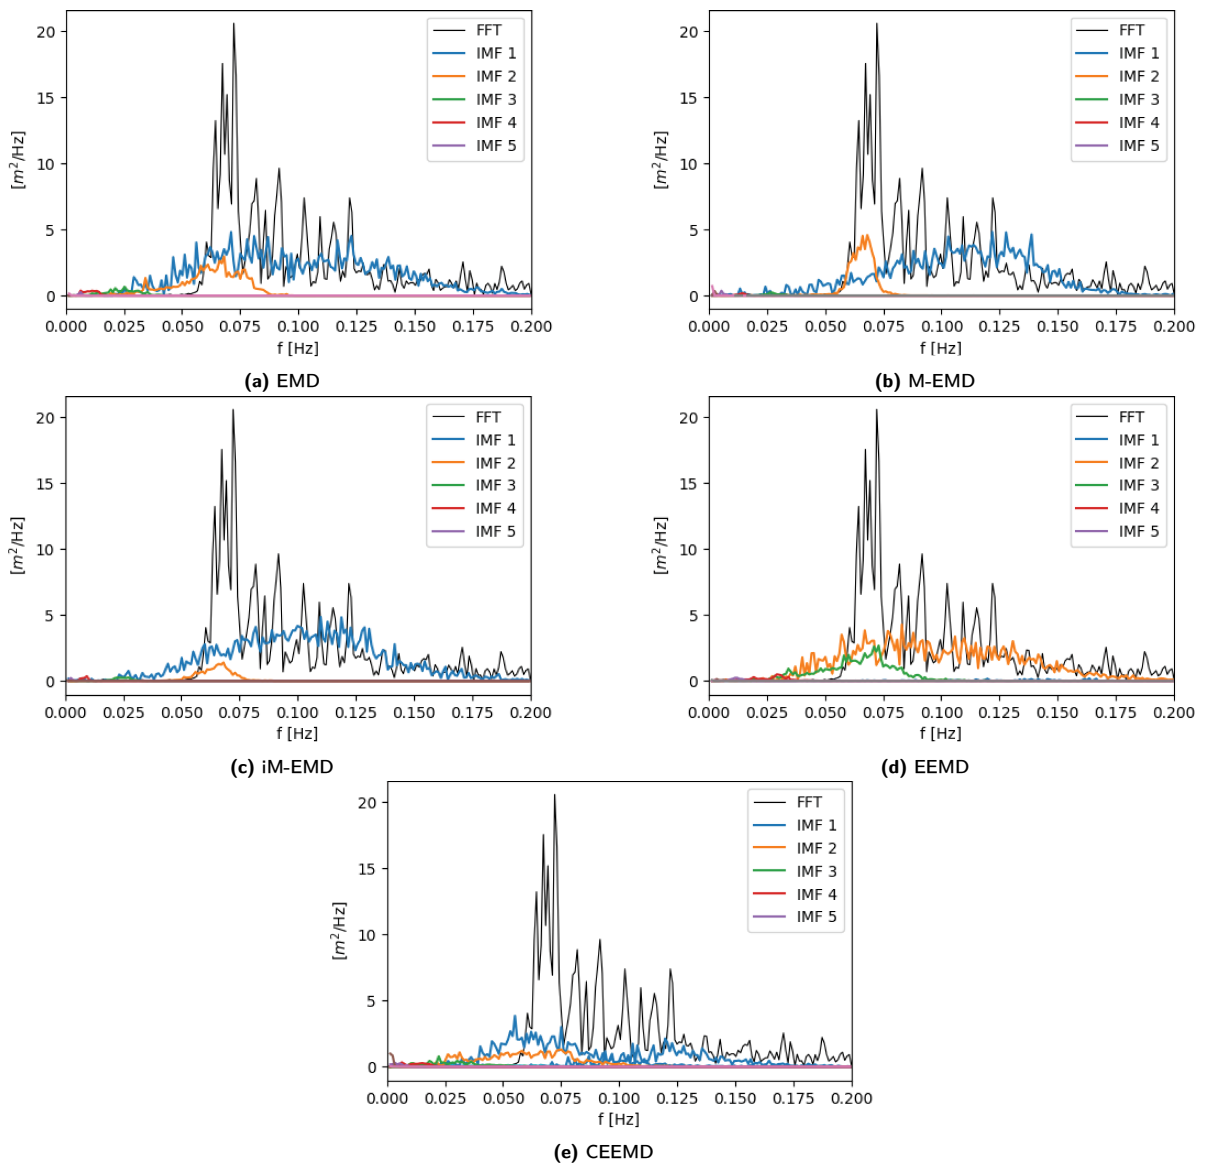 20
15
10
5
0
[m²/Hz]
0.000 0.025 0.050 0.075 0.100 0.125 0.150 0.175 0.200
f [Hz]
FFT
IMF 1
IMF 2
IMF 3
IMF 4
IMF 5
(a) EMD
20
15
10
5
0
[m²/Hz]
0.000 0.025 0.050 0.075 0.100 0.125 0.150 0.175 0.200
f [Hz]
FFT
IMF 1
IMF 2
IMF 3
IMF 4
IMF 5
(b) M-EMD
20
15
10
5
0
[m²/Hz]
0.000 0.025 0.050 0.075 0.100 0.125 0.150 0.175 0.200
f [Hz]
FFT
IMF 1
IMF 2
IMF 3
IMF 4
IMF 5
(c) iM-EMD
20
15
10
5
0
[m²/Hz]
0.000 0.025 0.050 0.075 0.100 0.125 0.150 0.175 0.200
f [Hz]
FFT
IMF 1
IMF 2
IMF 3
IMF 4
IMF 5
(d) EEMD
20
15
10
5
0
[m²/Hz]
0.000 0.025 0.050 0.075 0.100 0.125 0.150 0.175 0.200
f [Hz]
FFT
IMF 1
IMF 2
IMF 3
IMF 4
IMF 5
(e) CEEMD